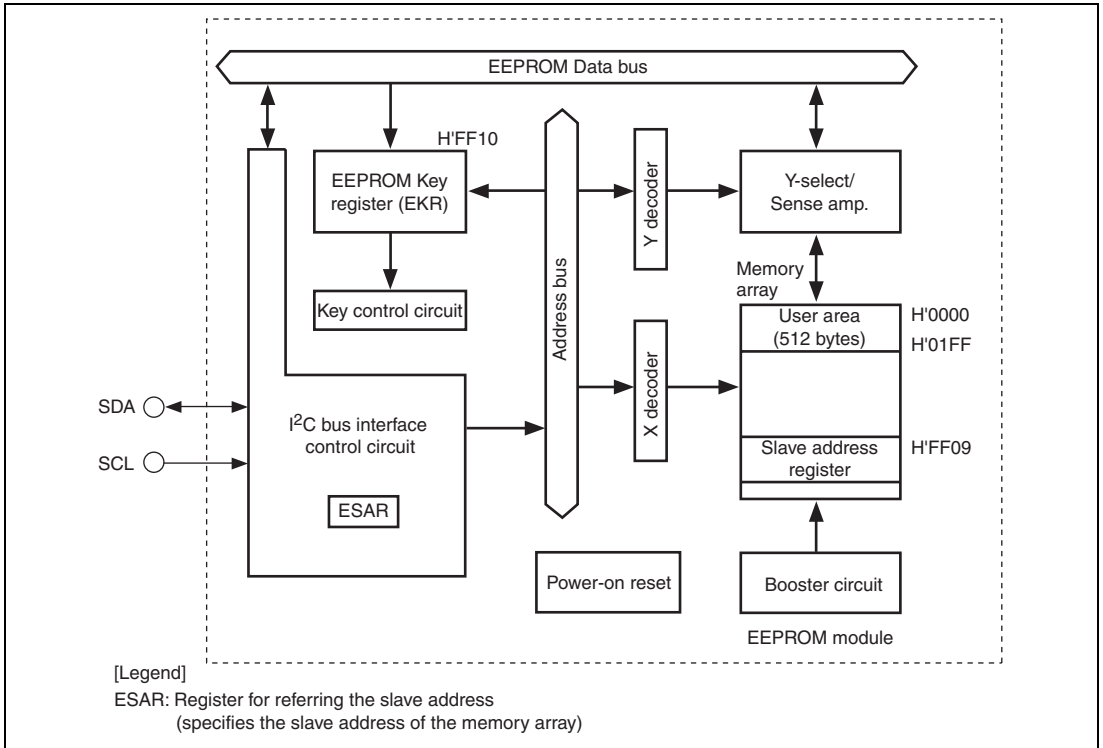 EEPROM Data bus
H'FF10
EEPROM Key
register (EKR)
Y decoder
Y-select/
Sense amp.
Key control circuit
Address bus
Memory
array
User area
(512 bytes)
H'0000
H'01FF
X decoder
SDA
SCL
I2C bus interface
control circuit
Slave address
register
H'FF09
ESAR
Power-on reset
Booster circuit
EEPROM module
[Legend]
ESAR: Register for referring the slave address
(specifies the slave address of the memory array)